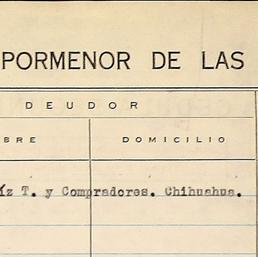 PORMENOR DE LAS
DEUDOR
BRE DOMICILIO
íz T. y Compradores. Chihuahua.